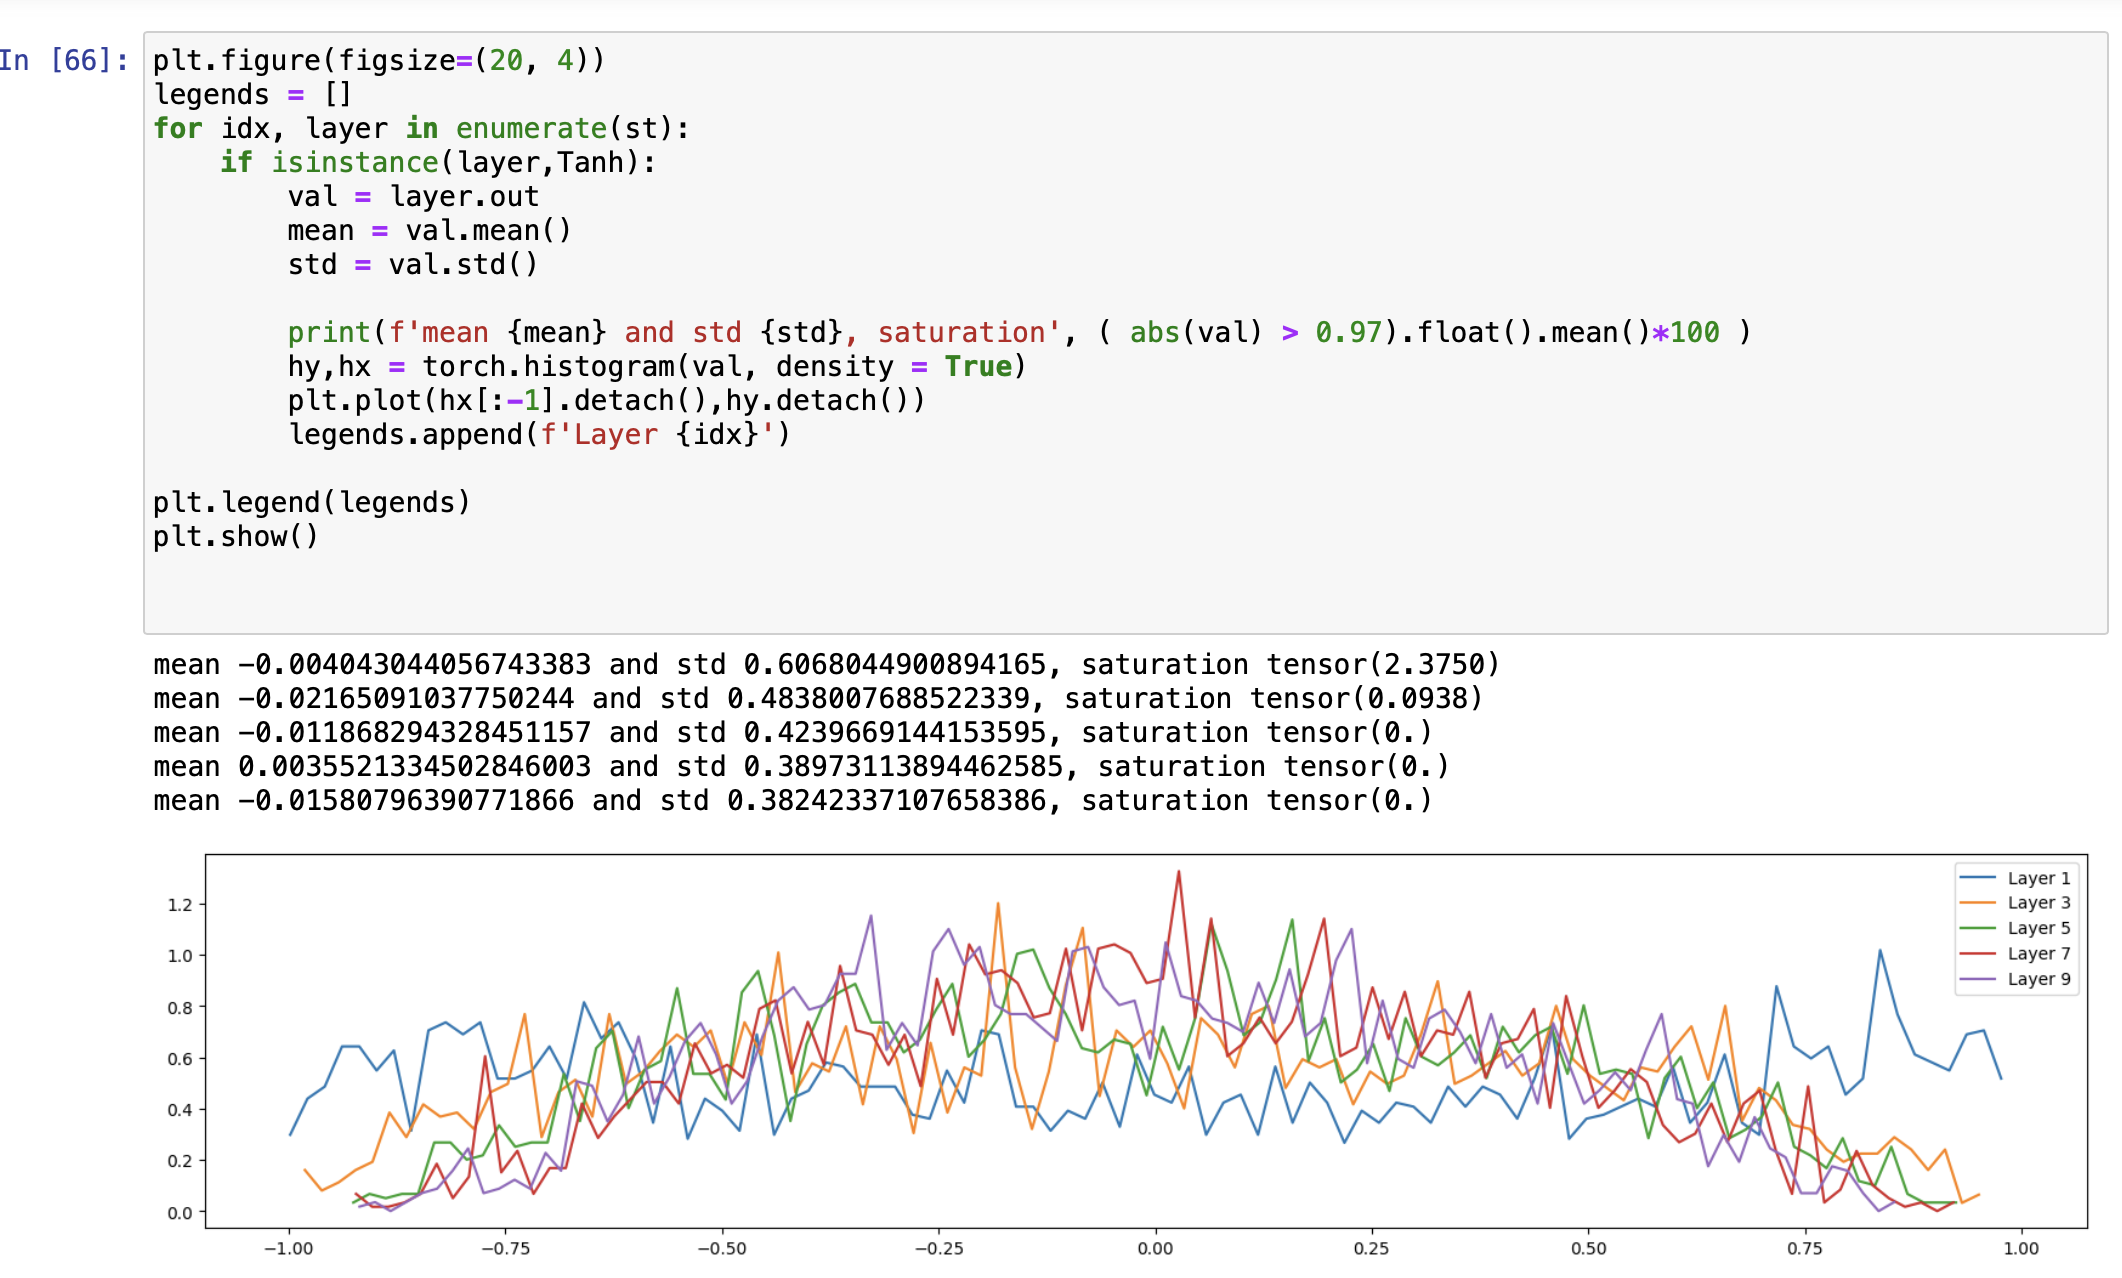 In [66]:
plt.figure(figsize=(20, 4))
legends = []
for idx, layer in enumerate(st):
    if isinstance(layer,Tanh):
        val = layer.out
        mean = val.mean()
        std = val.std()

        print(f'mean {mean} and std {std}, saturation', ( abs(val) > 0.97).float().mean()*100 )
        hy,hx = torch.histogram(val, density = True)
        plt.plot(hx[:-1].detach(),hy.detach())
        legends.append(f'Layer {idx}')

plt.legend(legends)
plt.show()
mean -0.004043044056743383 and std 0.6068044900894165, saturation tensor(2.3750)
mean -0.02165091037750244 and std 0.4838007688522339, saturation tensor(0.0938)
mean -0.011868294328451157 and std 0.4239669144153595, saturation tensor(0.)
mean 0.0035521334502846003 and std 0.38973113894462585, saturation tensor(0.)
mean -0.01580796390771866 and std 0.38242337107658386, saturation tensor(0.)
Layer 1
Layer 3
Layer 5
Layer 7
Layer 9
1.2
1.0
0.8
0.6
0.4
0.2
0.0
−1.00 −0.75 −0.50 −0.25 0.00 0.25 0.50 0.75 1.00